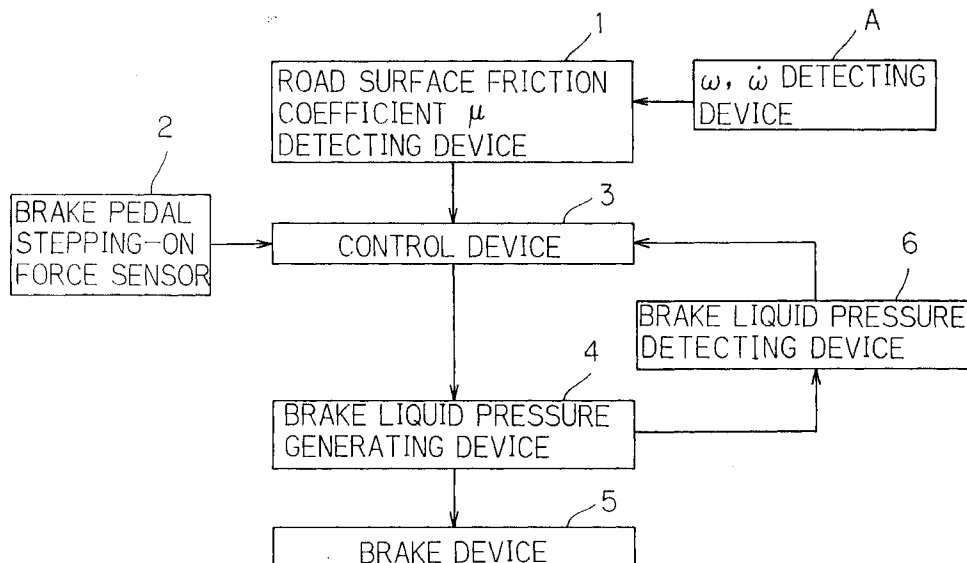 1
ROAD SURFACE FRICTION
COEFFICIENT μ
DETECTING DEVICE
A
ω, ω̇ DETECTING
DEVICE
2
BRAKE PEDAL
STEPPING-ON
FORCE SENSOR
3
CONTROL DEVICE
6
BRAKE LIQUID PRESSURE
DETECTING DEVICE
4
BRAKE LIQUID PRESSURE
GENERATING DEVICE
5
BRAKE DEVICE